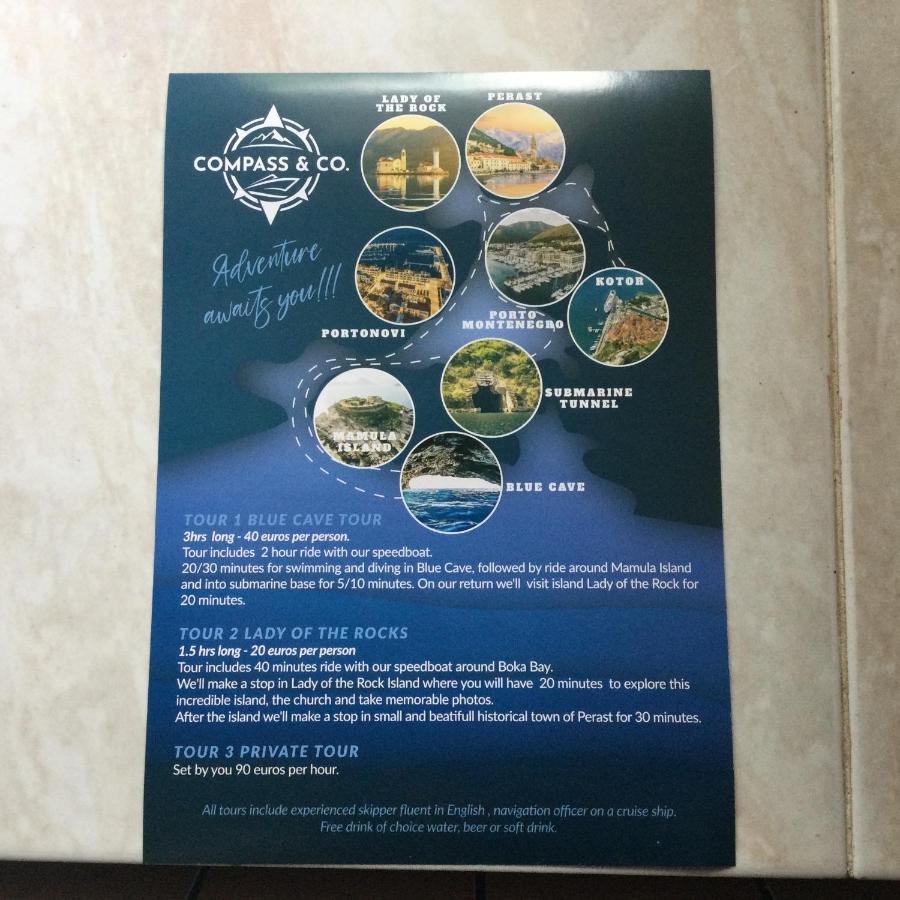 LADY OF
THE ROCK
PERAST
COMPASS & CO.
Adventure
awaits you!!!
KOTOR
PORTONOVI
PORTO
MONTENEGRO
SUBMARINE
TUNNEL
MAMULA
ISLAND
BLUE CAVE
TOUR 1 BLUE CAVE TOUR
3hrs long - 40 euros per person.
Tour includes 2 hour ride with our speedboat.
20/30 minutes for swimming and diving in Blue Cave, followed by ride around Mamula Island
and into submarine base for 5/10 minutes. On our return we'll visit island Lady of the Rock for
20 minutes.
TOUR 2 LADY OF THE ROCKS
1.5 hrs long - 20 euros per person
Tour includes 40 minutes ride with our speedboat around Boka Bay.
We'll make a stop in Lady of the Rock Island where you will have 20 minutes to explore this
incredible island, the church and take memorable photos.
After the island we'll make a stop in small and beatifull historical town of Perast for 30 minutes.
TOUR 3 PRIVATE TOUR
Set by you 90 euros per hour.
All tours include experienced skipper fluent in English , navigation officer on a cruise ship.
Free drink of choice water, beer or soft drink.